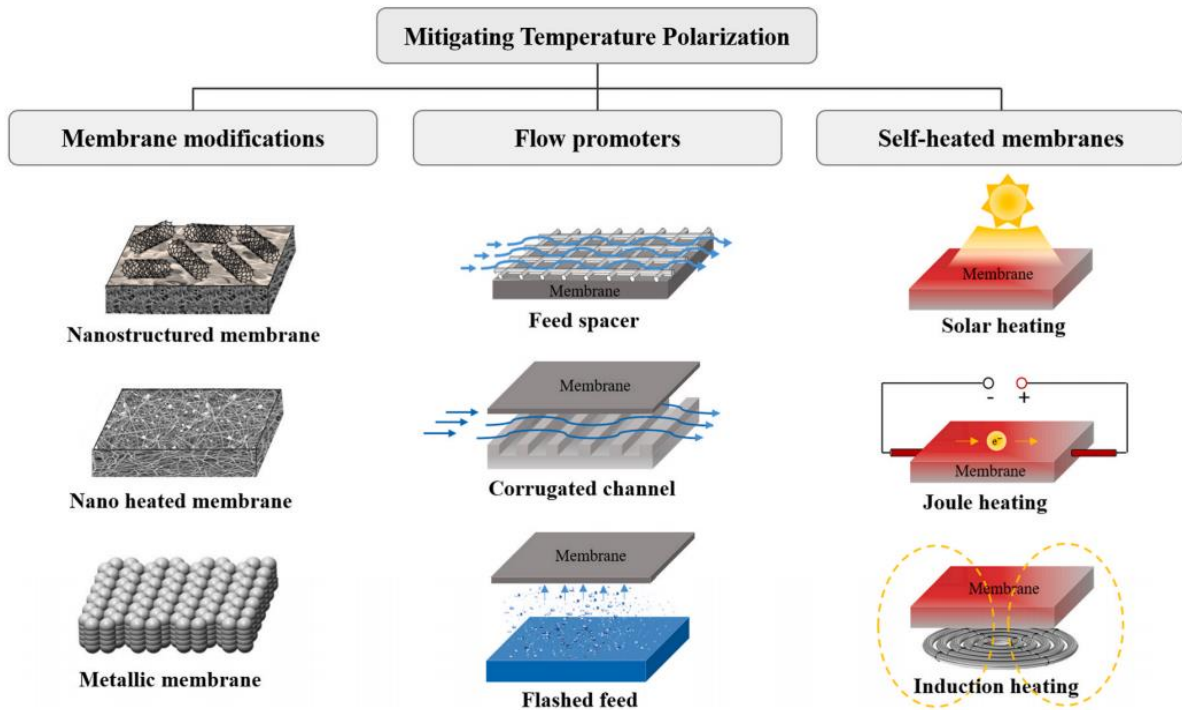 Mitigating Temperature Polarization
Membrane modifications
Flow promoters
Self-heated membranes
Nanostructured membrane
Nano heated membrane
Metallic membrane
Membrane
Feed spacer
Membrane
Corrugated channel
Membrane
Flashed feed
Membrane
Solar heating
- +
e⁻
Membrane
Joule heating
Membrane
Induction heating